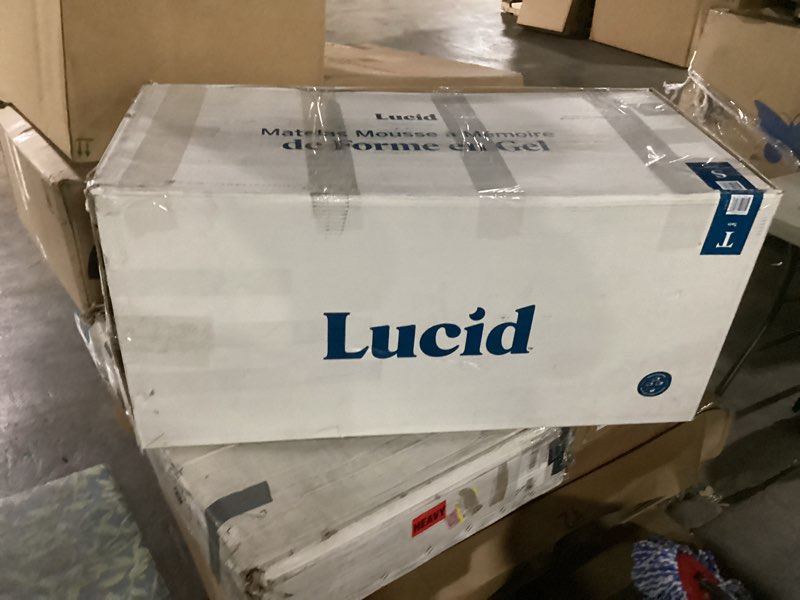 Lucid
Matelas Mousse à Mémoire
de Forme en Gel
S
T
Lucid
HEAVY